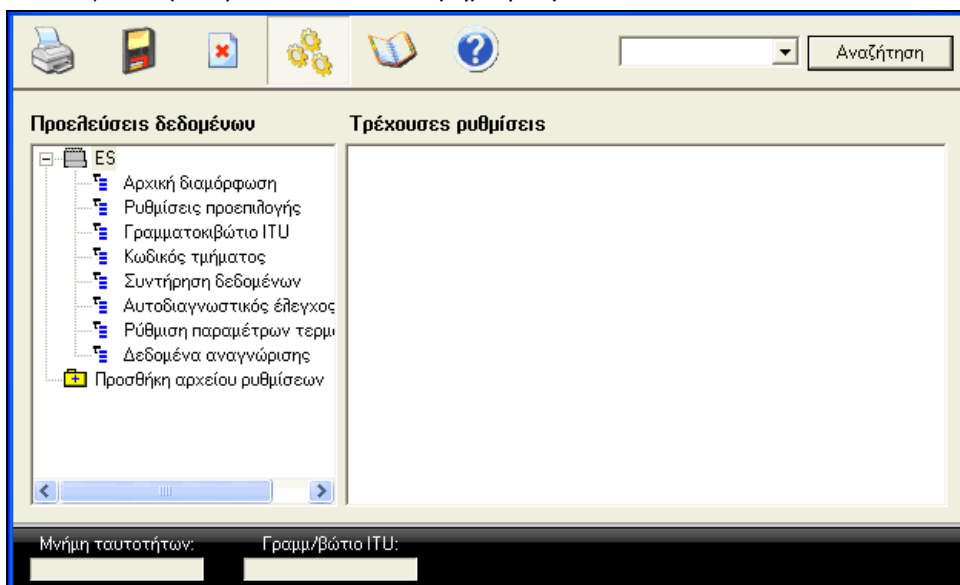 Αναζήτηση
Προελεύσεις δεδομένων
Τρέχουσες ρυθμίσεις
ES
Αρχική διαμόρφωση
Ρυθμίσεις προεπιλογής
Γραμματοκιβώτιο ITU
Κωδικός τμήματος
Συντήρηση δεδομένων
Αυτοδιαγνωστικός έλεγχος
Ρύθμιση παραμέτρων
Δεδομένα αναγνώρισης
Προσθήκη αρχείου ρυθμίσεων
Μνήμη ταυτοτήτων:
Γραμμ/βώτιο ITU: